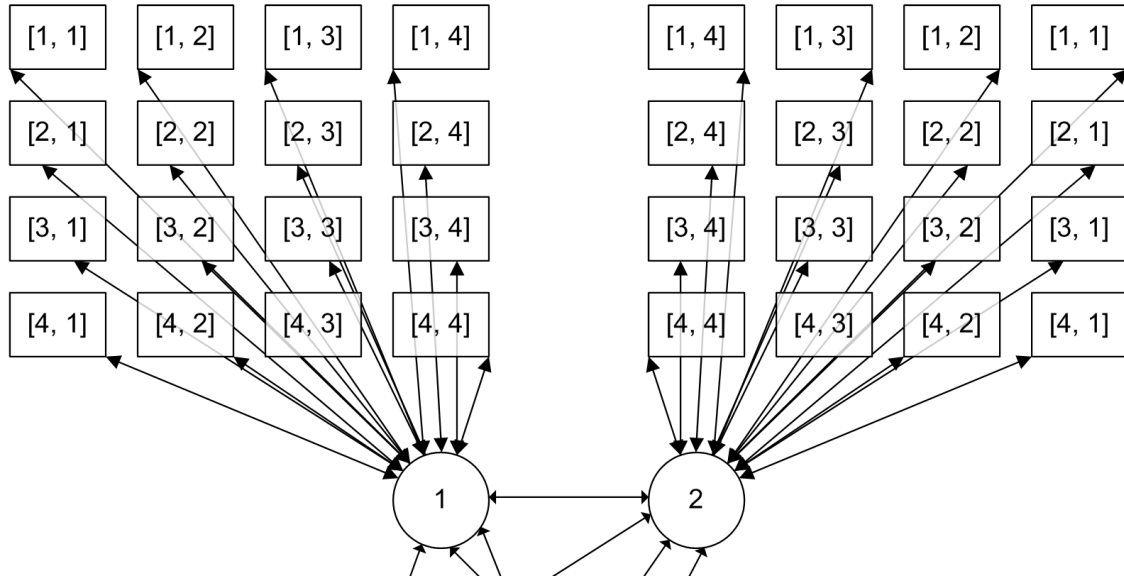 [1, 1] [1, 2] [1, 3] [1, 4] [1, 4] [1, 3] [1, 2] [1, 1]
[2, 1] [2, 2] [2, 3] [2, 4] [2, 4] [2, 3] [2, 2] [2, 1]
[3, 1] [3, 2] [3, 3] [3, 4] [3, 4] [3, 3] [3, 2] [3, 1]
[4, 1] [4, 2] [4, 3] [4, 4] [4, 4] [4, 3] [4, 2] [4, 1]
1 2